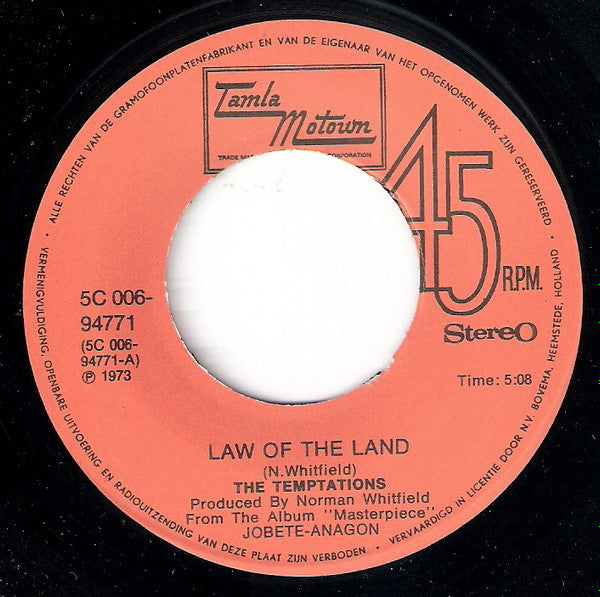 ALLE RECHTEN VAN DE GRAMOFOONPLATENFABRIKANT EN VAN DE EIGENAAR VAN HET OPGENOMEN WERK ZIJN GERESERVEERD
Tamla
Motown
TRADE MA
CORPORATION
45
R.P.M.
Stereo
5C 006-
94771
(5C 006-
94771-A)
℗ 1973
Time: 5:08
LAW OF THE LAND
(N.Whitfield)
THE TEMPTATIONS
Produced By Norman Whitfield
From The Album "Masterpiece"
JOBETE-ANAGON
VERMENIGVULDIGING, OPENBARE UITVOERING EN RADIOUITZENDING VAN DEZE PLAAT ZIJN VERBODEN
VERVAARDIGD IN LICENTIE DOOR N.V. BOVEMA, HEEMSTEDE, HOLLAND